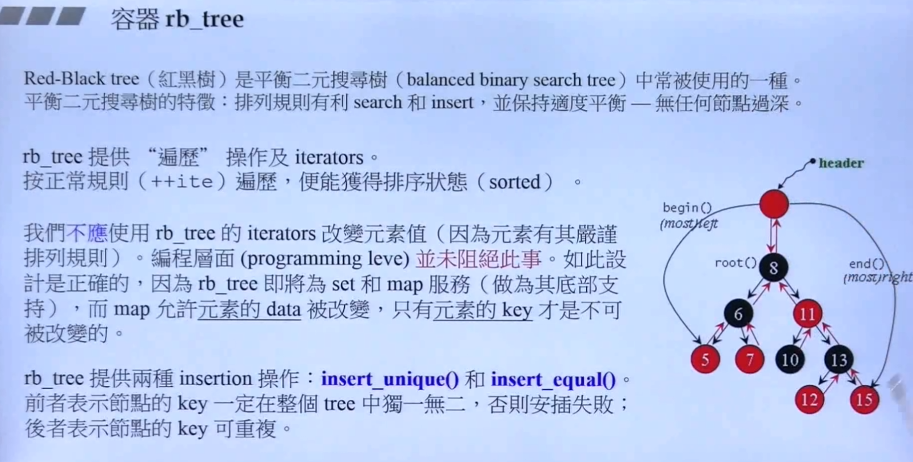 容器 rb_tree
Red-Black tree（紅黑樹）是平衡二元搜尋樹（balanced binary search tree）中常被使用的一種。
平衡二元搜尋樹的特徵：排列規則有利 search 和 insert，並保持適度平衡 — 無任何節點過深。
rb_tree 提供 “遍歷” 操作及 iterators。
按正常規則（++ite）遍歷，便能獲得排序狀態（sorted） 。
我們不應使用 rb_tree 的 iterators 改變元素值（因為元素有其嚴謹
排列規則）。編程層面 (programming leve) 並未阻絕此事。如此設
計是正確的，因為 rb_tree 即將為 set 和 map 服務（做為其底部支
持），而 map 允許元素的 data 被改變，只有元素的 key 才是不可
被改變的。
rb_tree 提供兩種 insertion 操作：insert_unique() 和 insert_equal()。
前者表示節點的 key 一定在整個 tree 中獨一無二，否則安插失敗；
後者表示節點的 key 可重複。
header
begin()
(mostleft
root()
end()
(mostright
8
6
11
5
7
10
13
12
15